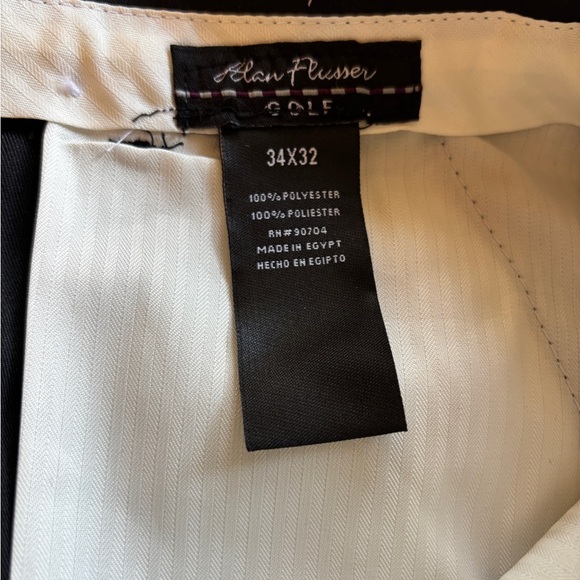 Alan Flusser
GOLF
34X32
100% POLYESTER
100% POLIESTER
RN#90704
MADE IN EGYPT
HECHO EN EGIPTO